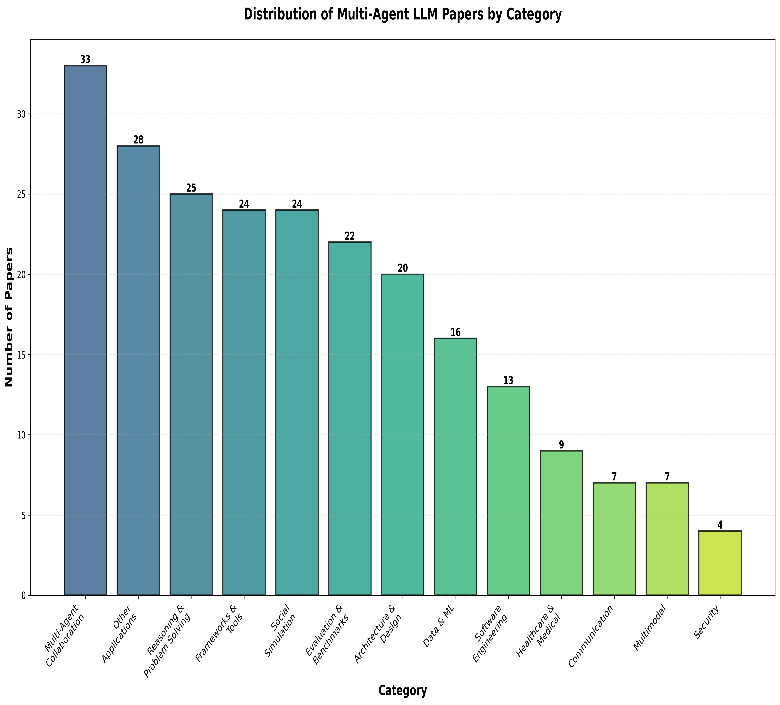 Distribution of Multi-Agent LLM Papers by Category
Number of Papers
30
25
20
15
10
5
0
33
28
25
24
24
22
20
16
13
9
7
7
4
Multi-Agent
Collaboration
Other
Applications
Reasoning &
Problem Solving
Frameworks &
Tools
Social
Simulation
Evaluation &
Benchmarks
Architecture &
Design
Data & ML
Software
Engineering
Healthcare &
Medical
Communication
Multimodal
Security
Category